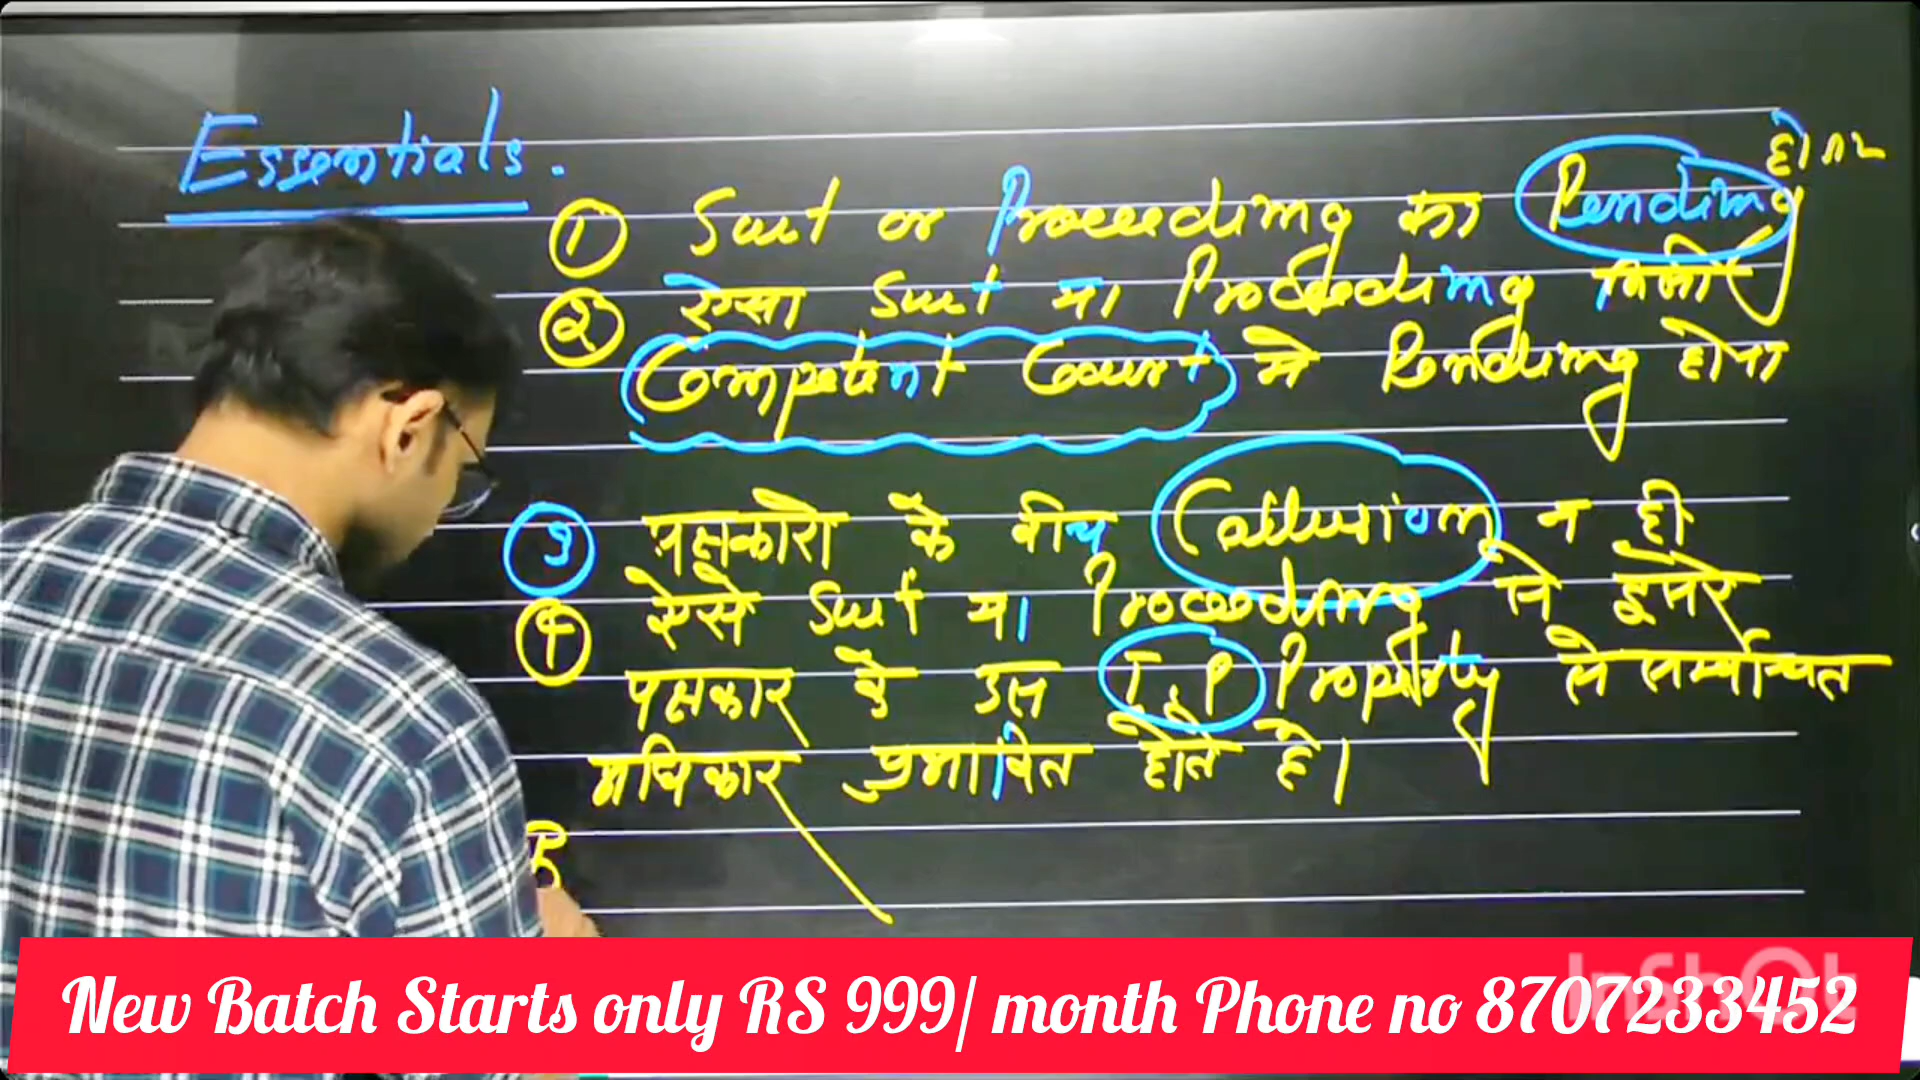 Essentials.
होना
① Suit or Proceeding का Pending
② ऐसा Suit या Proceeding किसी
Competent Court मे Pending होना
③ पक्षकारो के बीच Collusion न हो
④ ऐसे Suit या Proceeding से दूसरे
पक्षकार के उस I.P Property से सम्बन्धित
अधिकार प्रभावित होते है।
5
New Batch Starts only RS 999/ month Phone no 8707233452
InShOt